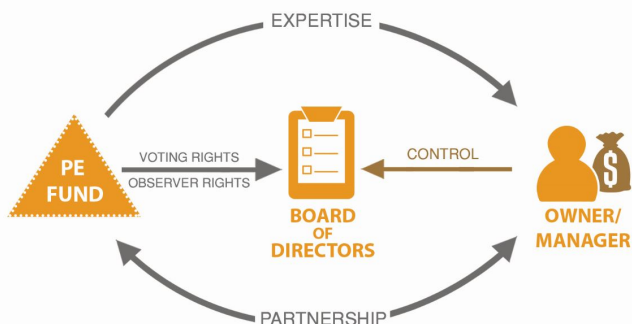 EXPERTISE
PE
FUND
VOTING RIGHTS
OBSERVER RIGHTS
BOARD
OF
DIRECTORS
CONTROL
$
OWNER/
MANAGER
PARTNERSHIP